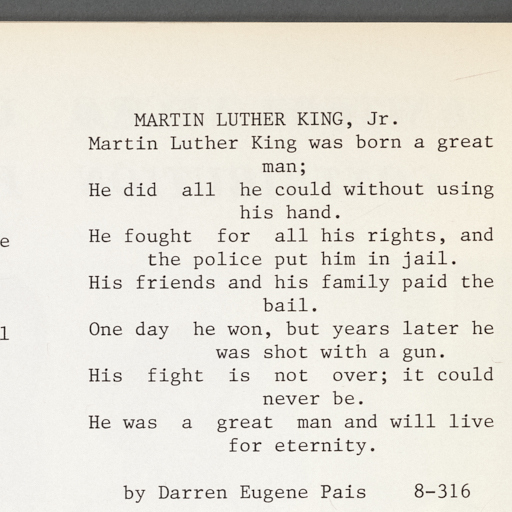 MARTIN LUTHER KING, Jr.
Martin Luther King was born a great
man;
He did all he could without using
his hand.
e
He fought for all his rights, and
the police put him in jail.
His friends and his family paid the
bail.
l
One day he won, but years later he
was shot with a gun.
His fight is not over; it could
never be.
He was a great man and will live
for eternity.
by Darren Eugene Pais 8-316